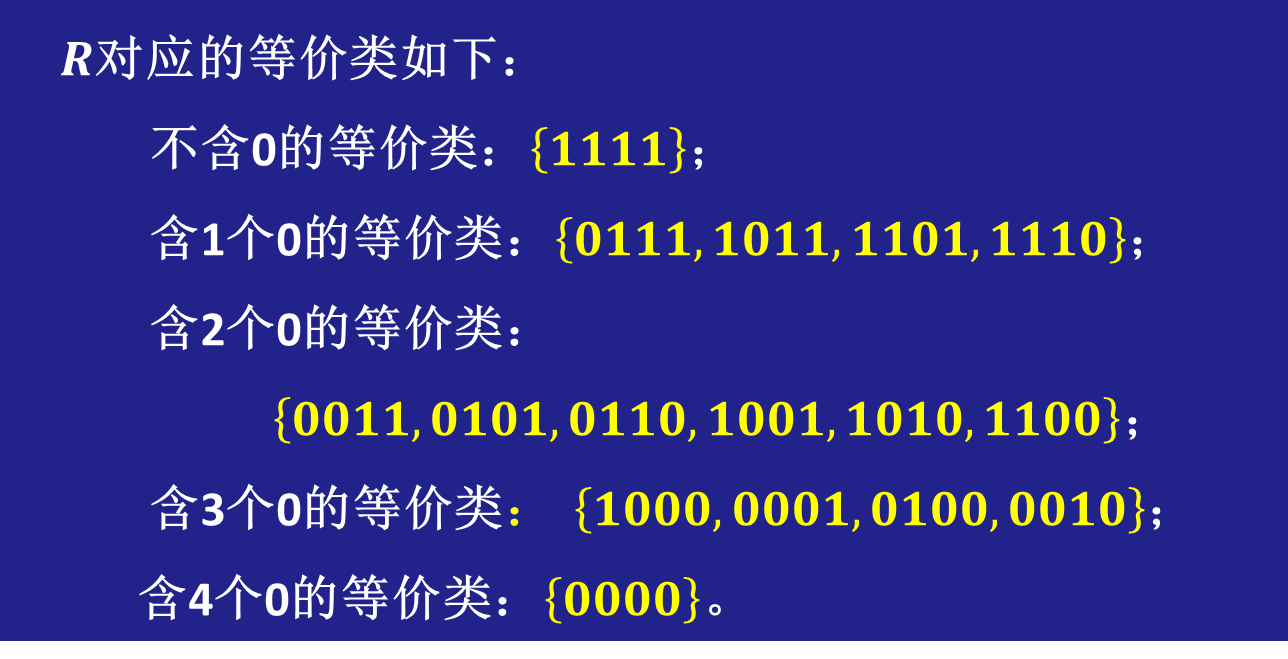 R对应的等价类如下：
不含0的等价类：{1111}；
含1个0的等价类：{0111,1011,1101,1110}；
含2个0的等价类：
{0011,0101,0110,1001,1010,1100}；
含3个0的等价类： {1000,0001,0100,0010}；
含4个0的等价类：{0000}。